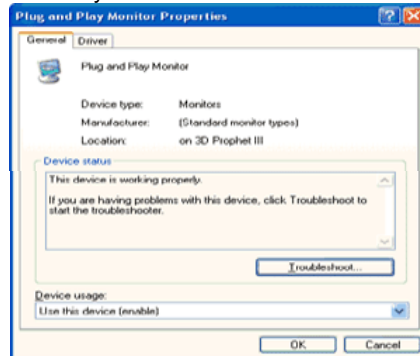 Plug and Play Monitor Properties
General Driver
Plug and Play Monitor
Device type: Monitors
Manufacturer: (Standard monitor types)
Location: on 3D Prophet III
Device status
This device is working properly.
If you are having problems with this device, click Troubleshoot to
start the troubleshooter.
Troubleshoot...
Device usage:
Use this device (enable)
OK Cancel